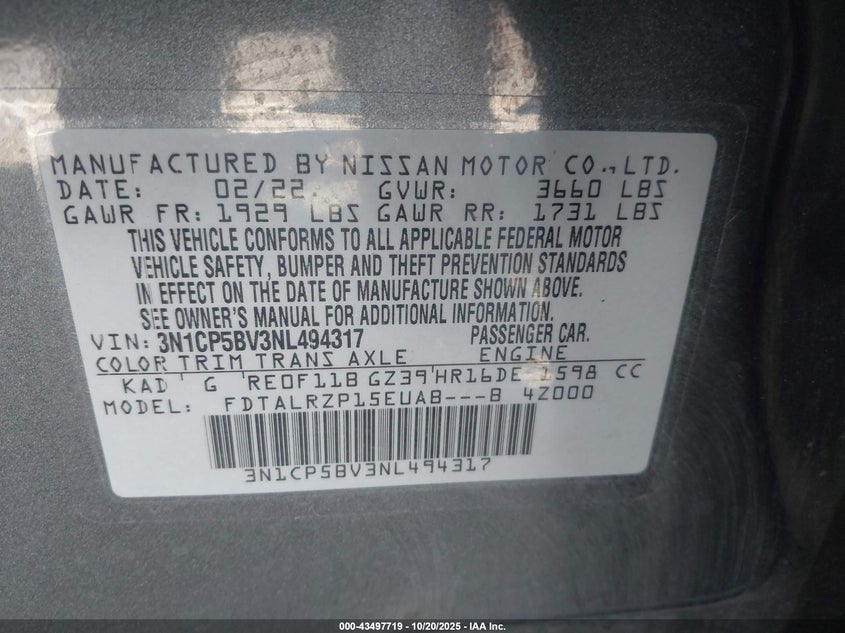 MANUFACTURED BY NISSAN MOTOR CO., LTD.
DATE: 02/22. GVWR: 3660 LBS
GAWR FR: 1929 LBS GAWR RR: 1731 LBS
THIS VEHICLE CONFORMS TO ALL APPLICABLE FEDERAL MOTOR
VEHICLE SAFETY, BUMPER AND THEFT PREVENTION STANDARDS
IN EFFECT ON THE DATE OF MANUFACTURE SHOWN ABOVE.
SEE OWNER'S MANUAL FOR ADDITIONAL INFORMATION.
VIN: 3N1CP5BV3NL494317 PASSENGER CAR.
COLOR TRIM TRANS AXLE ENGINE
KAD G RE0F11B GZ39 HR16DE 1598 CC
MODEL: FDTALRZP15EUAB---B 4Z000
3N1CP5BV3NL494317
000-43497719 - 10/20/2025 - IAA Inc.